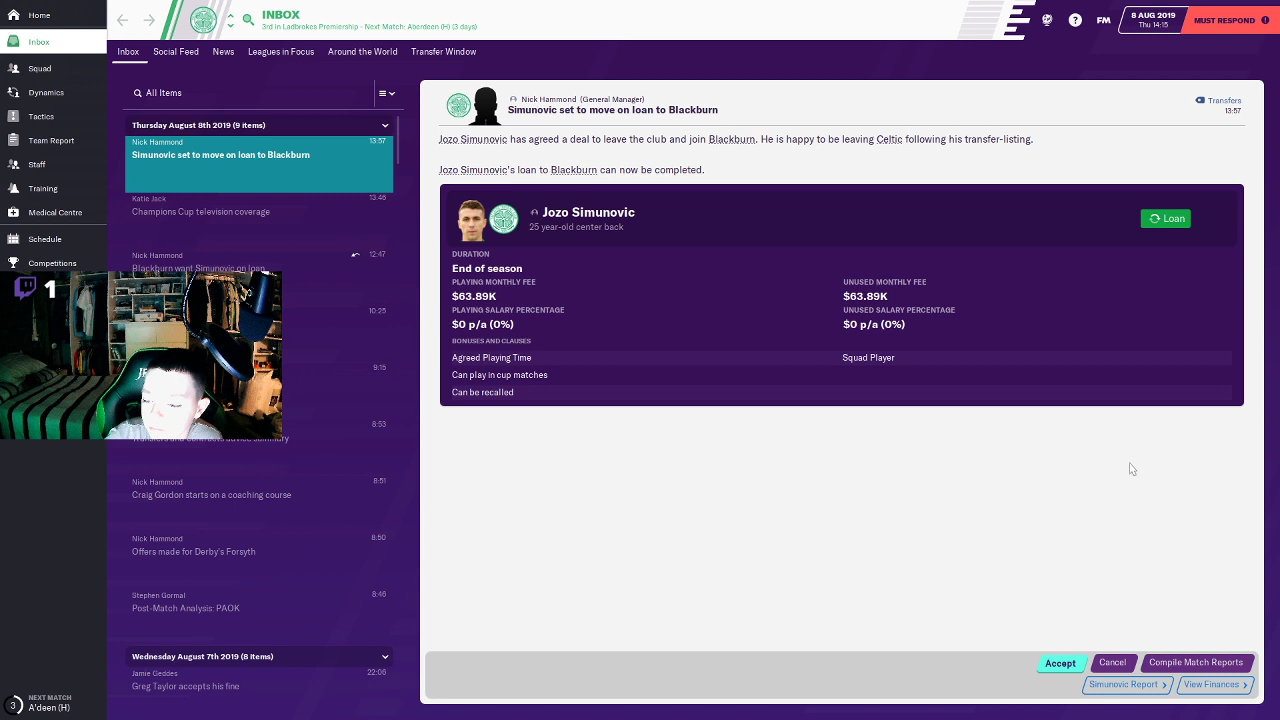 Home
INBOX
3rd in Ladbrokes Premiership - Next Match: Aberdeen (H) (3 days)
?
FM
8 AUG 2019
Thu 14:15
MUST RESPOND
Inbox
Squad
Dynamics
Tactics
Team Report
Staff
Training
Medical Centre
Schedule
Competitions
Inbox
Social Feed
News
Leagues in Focus
Around the World
Transfer Window
All Items
Thursday August 8th 2019 (9 items)
Nick Hammond
13:57
Simunovic set to move on loan to Blackburn
Katie Jack
13:46
Champions Cup television coverage
Nick Hammond
12:47
Blackburn want Simunovic on loan
1
10:25
9:15
8:53
Transfers and contracts advice summary
Nick Hammond
8:51
Craig Gordon starts on a coaching course
Nick Hammond
8:50
Offers made for Derby's Forsyth
Stephen Gormal
8:46
Post-Match Analysis: PAOK
Wednesday August 7th 2019 (8 items)
Jamie Geddes
22:06
Greg Taylor accepts his fine
3
NEXT MATCH
A'deen (H)
Nick Hammond (General Manager)
Simunovic set to move on loan to Blackburn
Transfers
13:57
Jozo Simunovic has agreed a deal to leave the club and join Blackburn. He is happy to be leaving Celtic following his transfer-listing.
Jozo Simunovic's loan to Blackburn can now be completed.
Jozo Simunovic
25 year-old center back
Loan
DURATION
End of season
PLAYING MONTHLY FEE
UNUSED MONTHLY FEE
$63.89K
$63.89K
PLAYING SALARY PERCENTAGE
UNUSED SALARY PERCENTAGE
$0 p/a (0%)
$0 p/a (0%)
BONUSES AND CLAUSES
Agreed Playing Time
Squad Player
Can play in cup matches
Can be recalled
Accept
Cancel
Compile Match Reports
Simunovic Report
View Finances